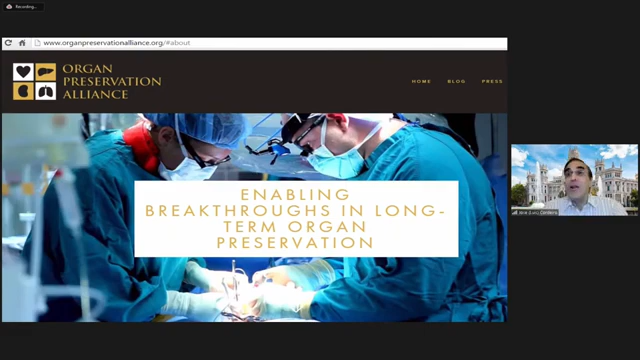 Recording...
www.organpreservationalliance.org/#about
ORGAN
PRESERVATION
ALLIANCE
HOME BLOG PRESS
ENABLING
BREAKTHROUGHS IN LONG-
TERM ORGAN
PRESERVATION